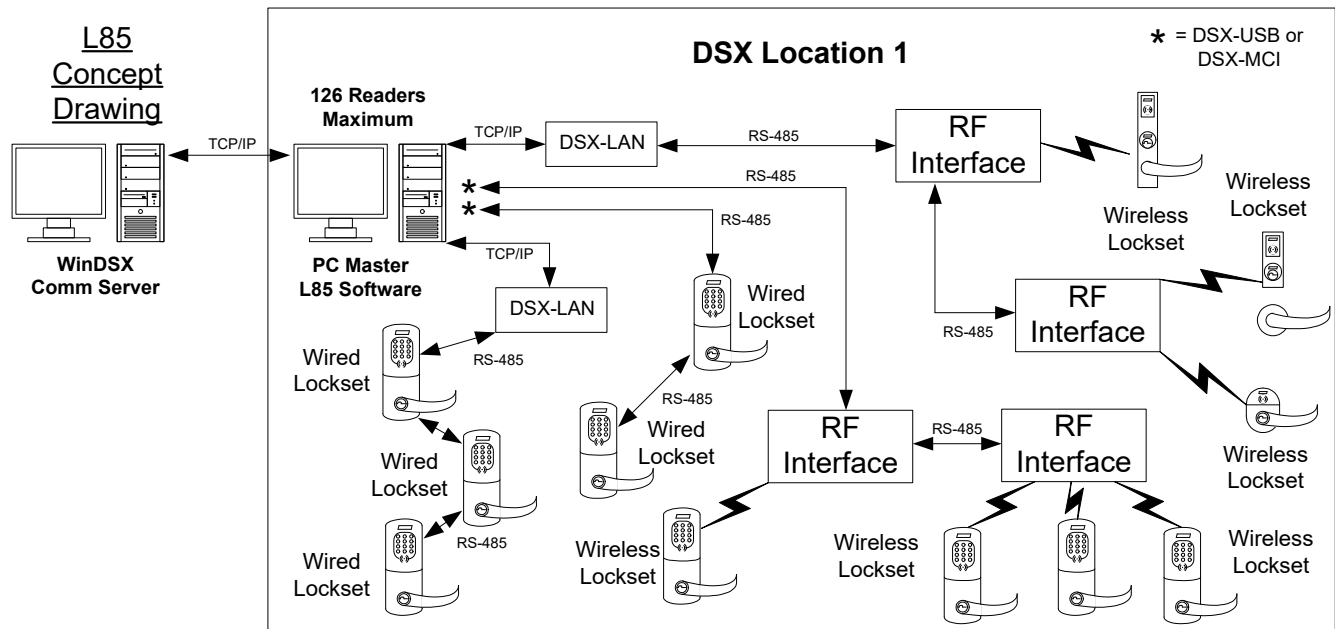 L85
Concept
Drawing
DSX Location 1
* = DSX-USB or
DSX-MCI
126 Readers
Maximum
TCP/IP
WinDSX
Comm Server
PC Master
L85 Software
TCP/IP
DSX-LAN
RS-485
RF
Interface
Wireless
Lockset
Wireless
Lockset
*
RS-485
*
RS-485
TCP/IP
DSX-LAN
RS-485
Wired
Lockset
Wired
Lockset
Wired
Lockset
RS-485
Wired
Lockset
RS-485
Wired
Lockset
RS-485
RF
Interface
Wireless
Lockset
RF
Interface
RS-485
RF
Interface
Wireless
Lockset
Wireless
Lockset
Wireless
Lockset